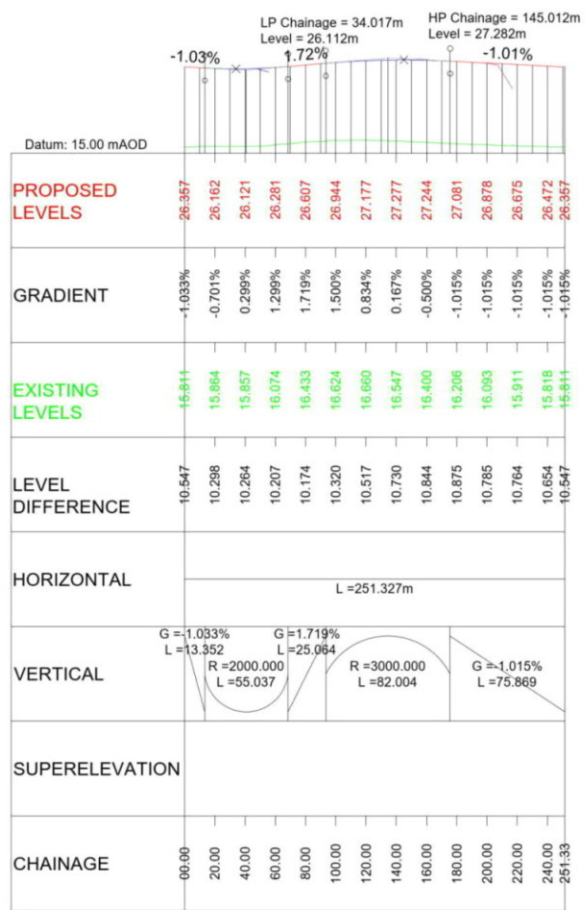 LP Chainage = 34.017m
Level = 26.112m
HP Chainage = 145.012m
Level = 27.282m
-1.03%
1.72%
-1.01%
Datum: 15.00 mAOD
PROPOSED
LEVELS
26.357 26.162 26.121 26.281 26.607 26.944 27.177 27.277 27.244 27.081 26.878 26.675 26.472 26.357
GRADIENT
-1.033% -0.701% 0.299% 1.299% 1.719% 1.500% 0.834% 0.167% -0.500% -1.015% -1.015% -1.015% -1.015% -1.015%
EXISTING
LEVELS
15.811 15.864 15.857 16.074 16.433 16.624 16.660 16.547 16.400 16.206 16.093 15.911 15.818 15.811
LEVEL
DIFFERENCE
10.547 10.298 10.264 10.207 10.174 10.320 10.517 10.730 10.844 10.875 10.785 10.764 10.654 10.547
HORIZONTAL
L =251.327m
VERTICAL
G =-1.033%
L =13.352
R =2000.000
L =55.037
G =1.719%
L =25.064
R =3000.000
L =82.004
G =-1.015%
L =75.869
SUPERELEVATION
CHAINAGE
00.00 20.00 40.00 60.00 80.00 100.00 120.00 140.00 160.00 180.00 200.00 220.00 240.00 251.33